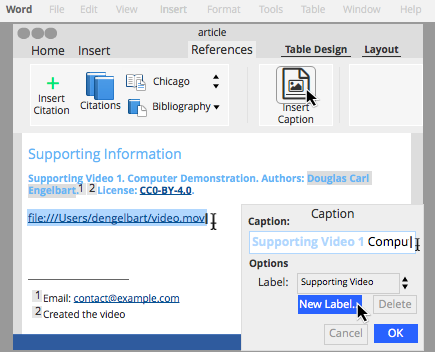 Word File Edit View Insert Format Tools Table Window Help
article
Home Insert References Table Design Layout
Insert Citation
Citations
Chicago
Bibliography
Insert Caption
Supporting Information
Supporting Video 1. Computer Demonstration. Authors: Douglas Carl
Engelbart.1 2 License: CC0-BY-4.0.
file:///Users/dengelbart/video.mov
1 Email: contact@example.com
2 Created the video
Caption
Caption:
Supporting Video 1 Compu
Options
Label: Supporting Video
New Label... Delete
Cancel OK